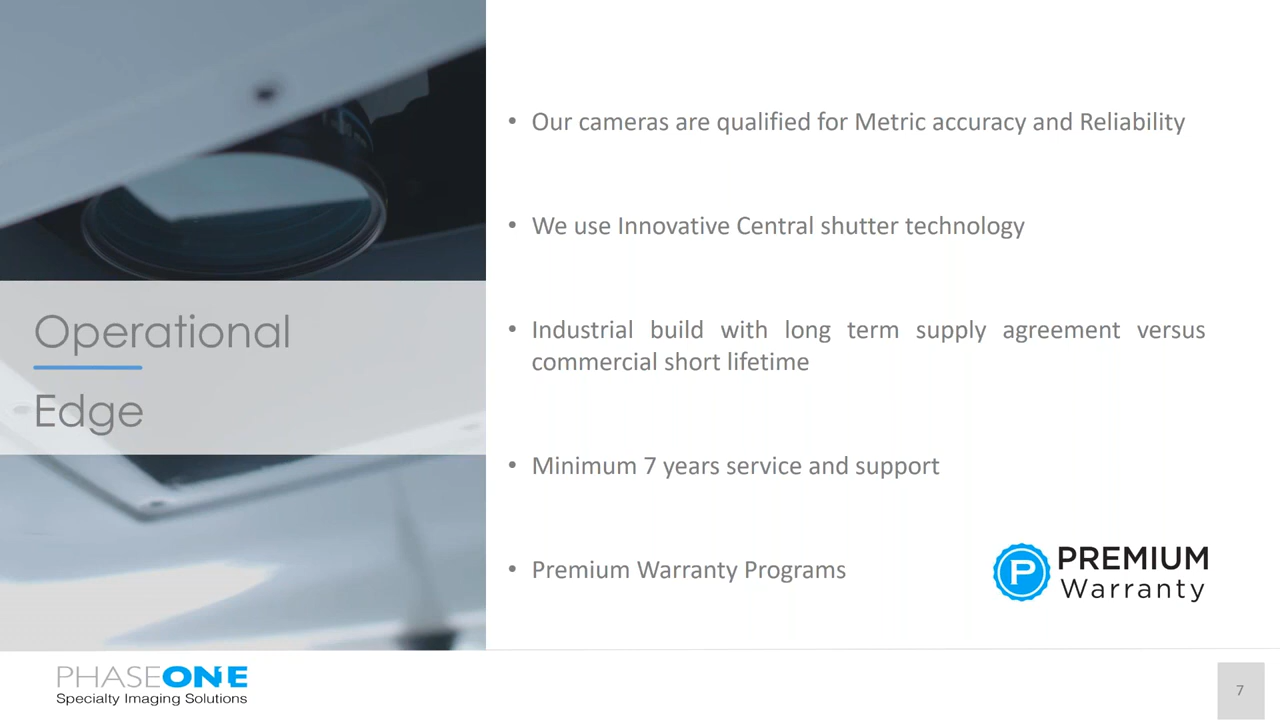 Operational
Edge
• Our cameras are qualified for Metric accuracy and Reliability
• We use Innovative Central shutter technology
• Industrial build with long term supply agreement versus
commercial short lifetime
• Minimum 7 years service and support
• Premium Warranty Programs
P
PREMIUM
Warranty
PHASEONE
Specialty Imaging Solutions
7